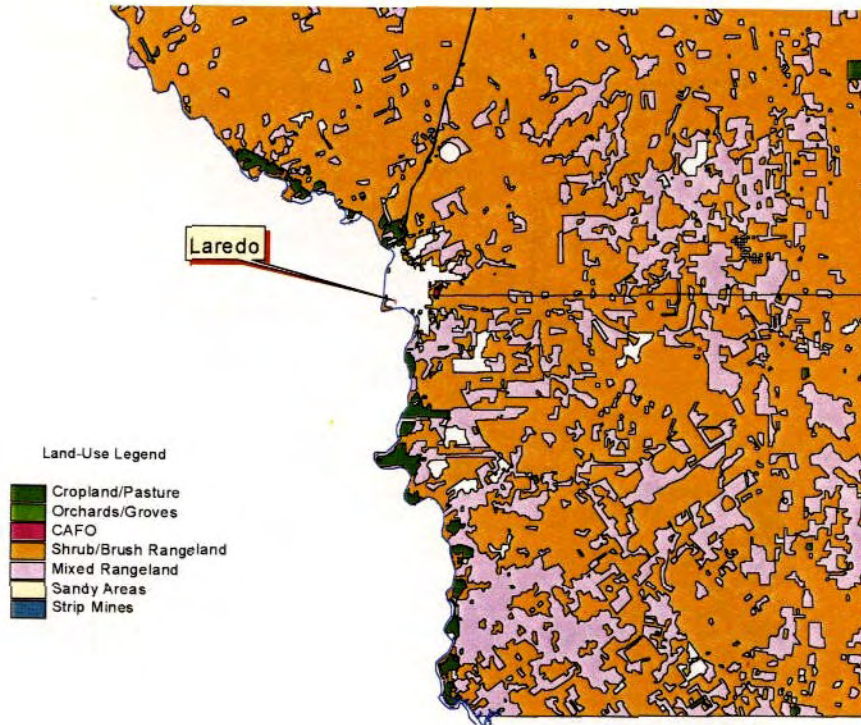 Laredo
Land-Use Legend
Cropland/Pasture
Orchards/Groves
CAFO
Shrub/Brush Rangeland
Mixed Rangeland
Sandy Areas
Strip Mines